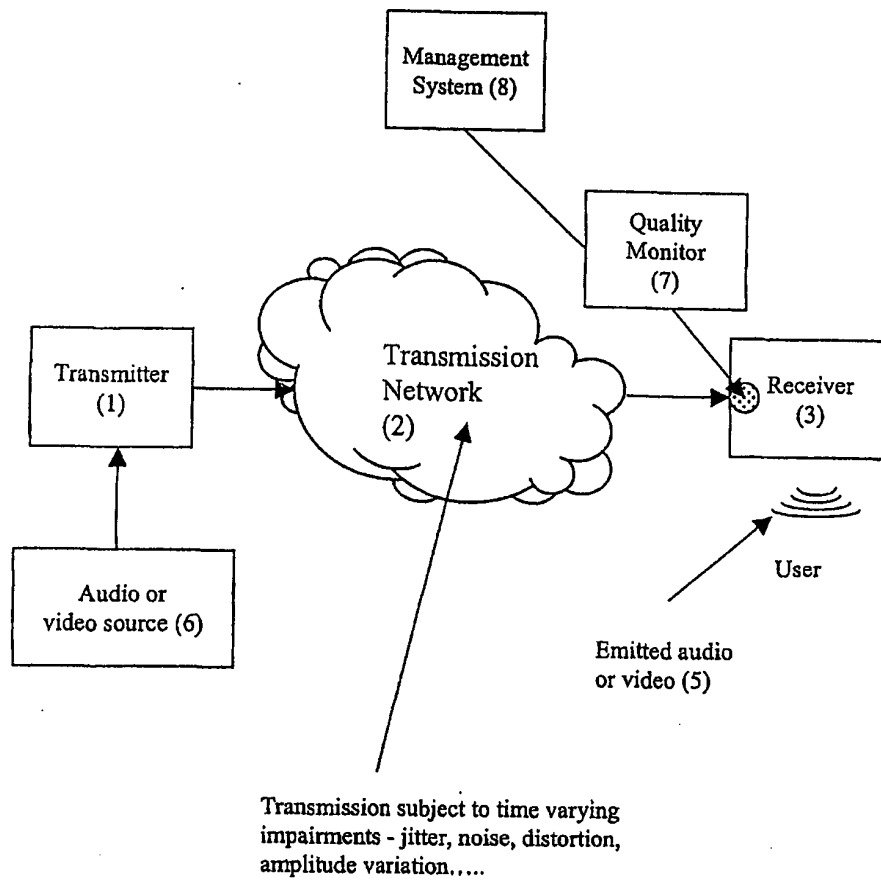 Management
System (8)
Quality
Monitor
(7)
Transmission
Network
(2)
Transmitter
(1)
Receiver
(3)
Audio or
video source (6)
User
Emitted audio
or video (5)
Transmission subject to time varying
impairments - jitter, noise, distortion,
amplitude variation.....